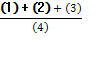 (1) + (2) + (3)
(4)